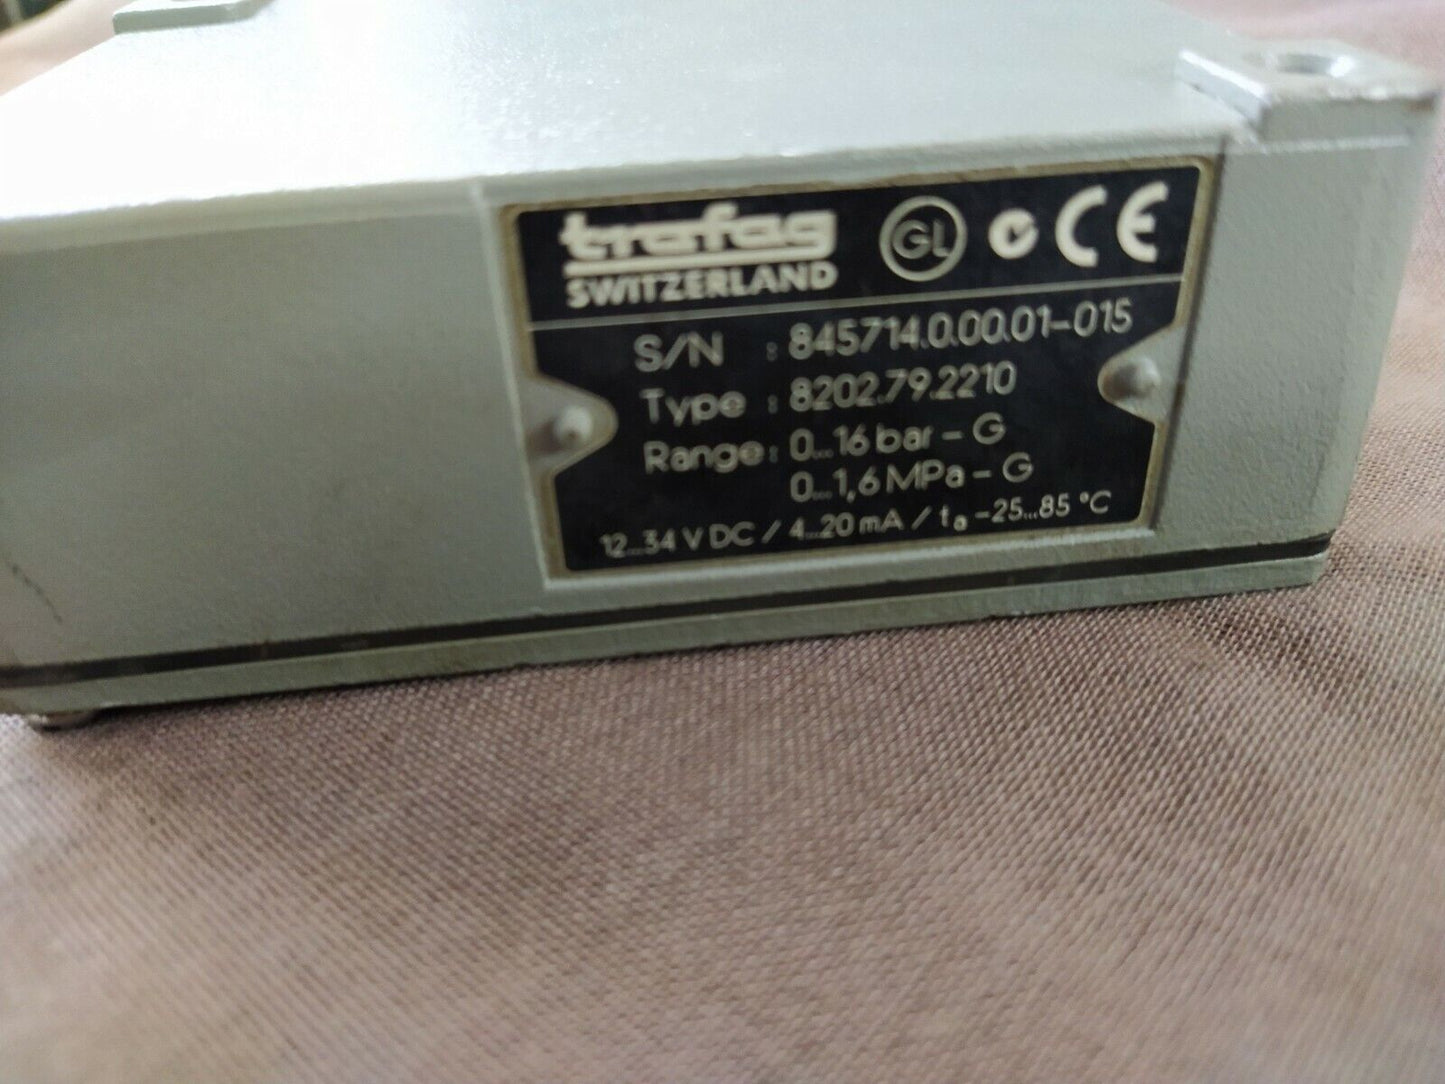 trafag GL CE
SWITZERLAND
S/N : 845714.0.00.01-015
Type : 8202.79.2210
Range: 0...16 bar - G
0...1,6 MPa - G
12...34 V DC / 4...20 mA / ta -25...85 °C